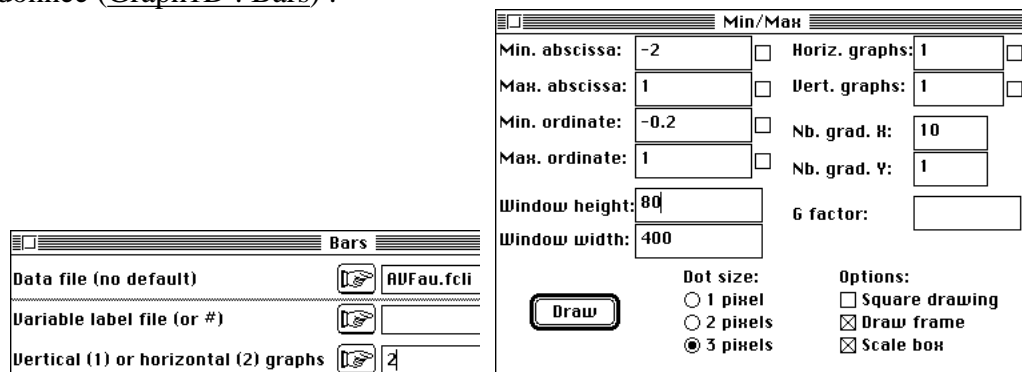 donnée (Graph1D : Bars) :
Min/Max
Min. abscissa: -2 Horiz. graphs: 1
Max. abscissa: 1 Vert. graphs: 1
Min. ordinate: -0.2 Nb. grad. X: 10
Max. ordinate: 1 Nb. grad. Y: 1
Window height: 80 G factor:
Window width: 400
Dot size: Options:
1 pixel Square drawing
Draw 2 pixels Draw frame
3 pixels Scale box
Bars
Data file (no default) AVFau.fcli
Variable label file (or #)
Vertical (1) or horizontal (2) graphs 2